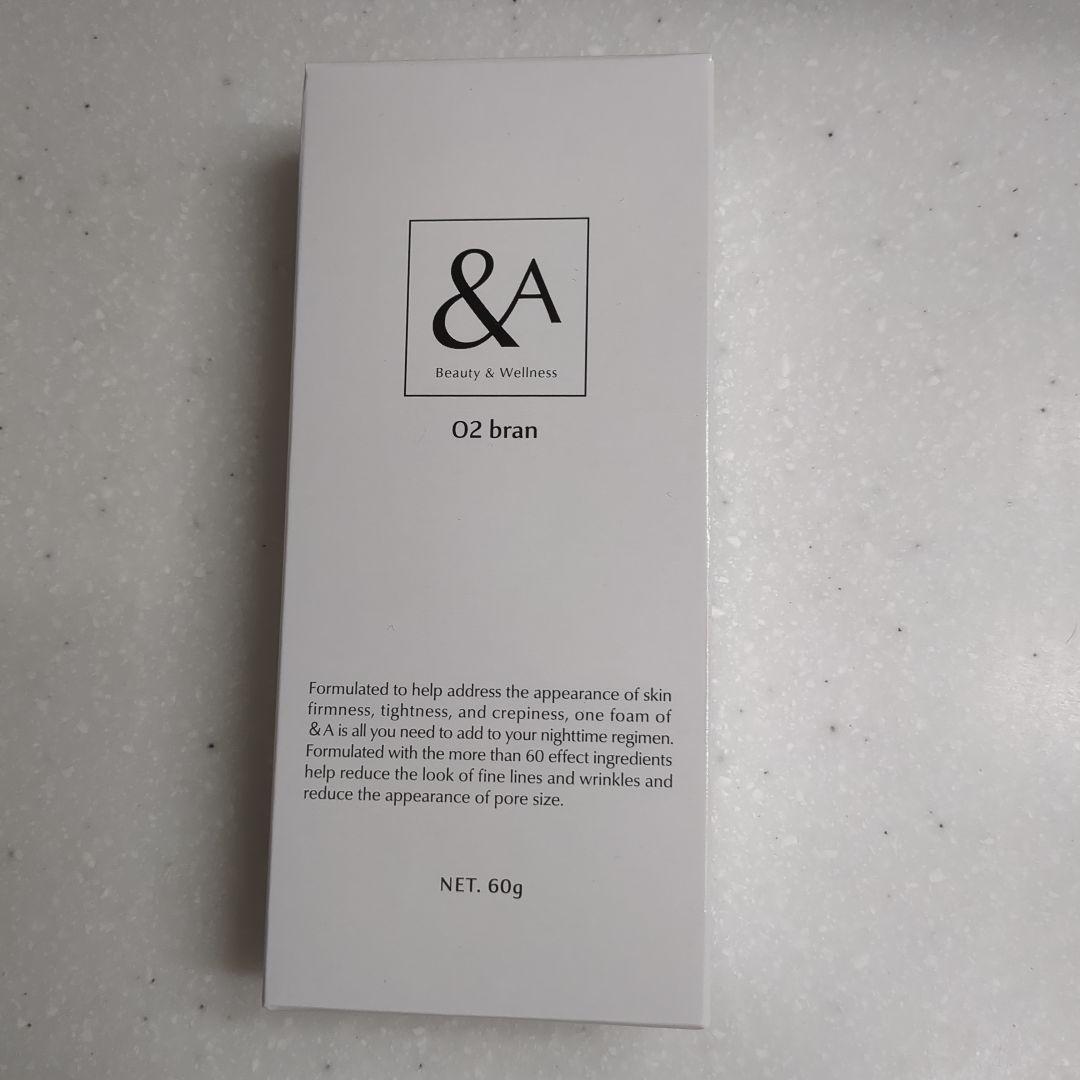 &A
Beauty & Wellness
O2 bran
Formulated to help address the appearance of skin
firmness, tightness, and crepiness, one foam of
&A is all you need to add to your nighttime regimen.
Formulated with the more than 60 effect ingredients
help reduce the look of fine lines and wrinkles and
reduce the appearance of pore size.
NET. 60g